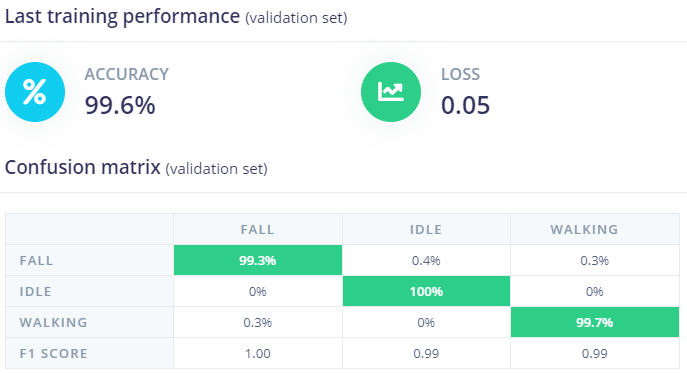 Last training performance (validation set)
% ACCURACY 99.6%
LOSS 0.05
Confusion matrix (validation set)
FALL IDLE WALKING
FALL 99.3% 0.4% 0.3%
IDLE 0% 100% 0%
WALKING 0.3% 0% 99.7%
F1 SCORE 1.00 0.99 0.99